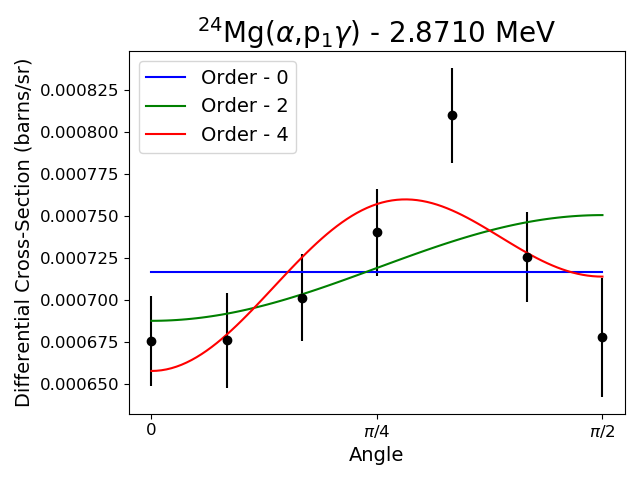 ²⁴Mg(α,p₁γ) - 2.8710 MeV
Differential Cross-Section (barns/sr)
0.000825
0.000800
0.000775
0.000750
0.000725
0.000700
0.000675
0.000650
Order - 0
Order - 2
Order - 4
0
π/4
π/2
Angle